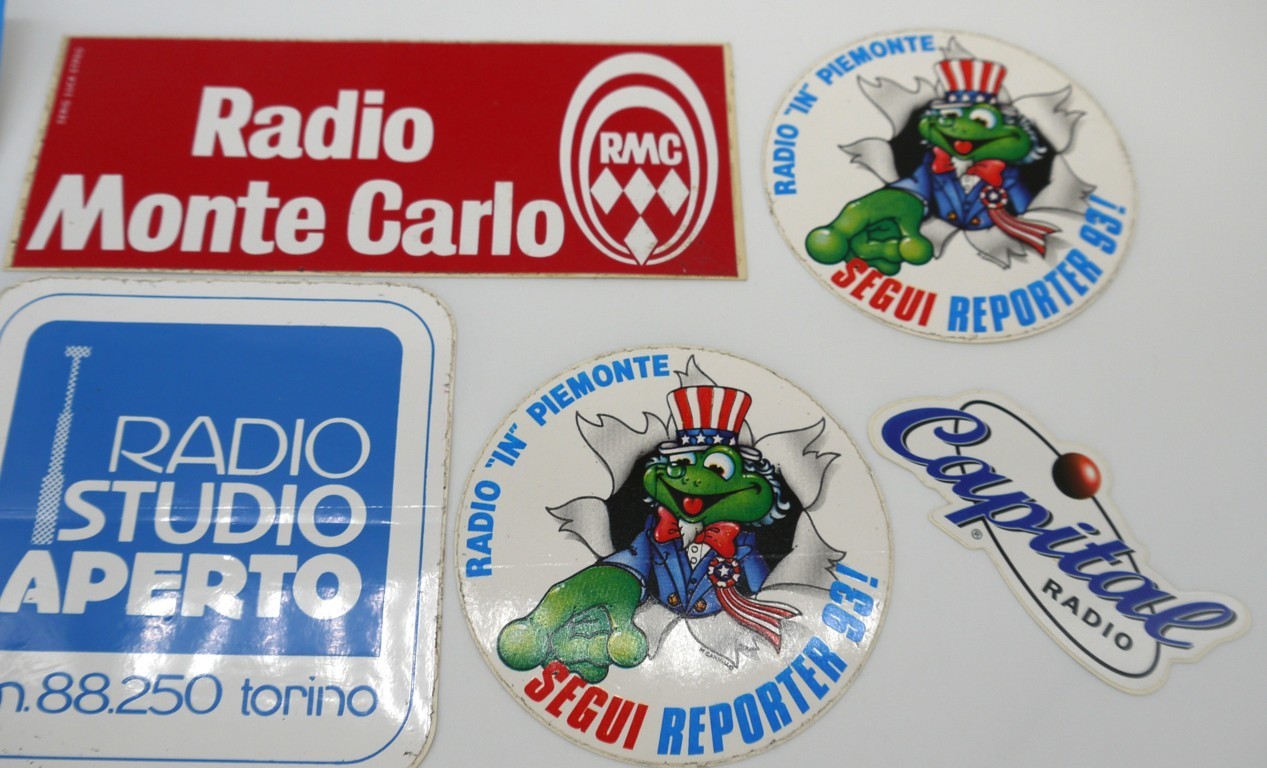 Radio
Monte Carlo
RMC
RADIO "IN" PIEMONTE
SEGUI REPORTER 93!
RADIO
STUDIO
APERTO
m.88.250 torino
RADIO "IN" PIEMONTE
SEGUI REPORTER 93!
Capital
®
RADIO